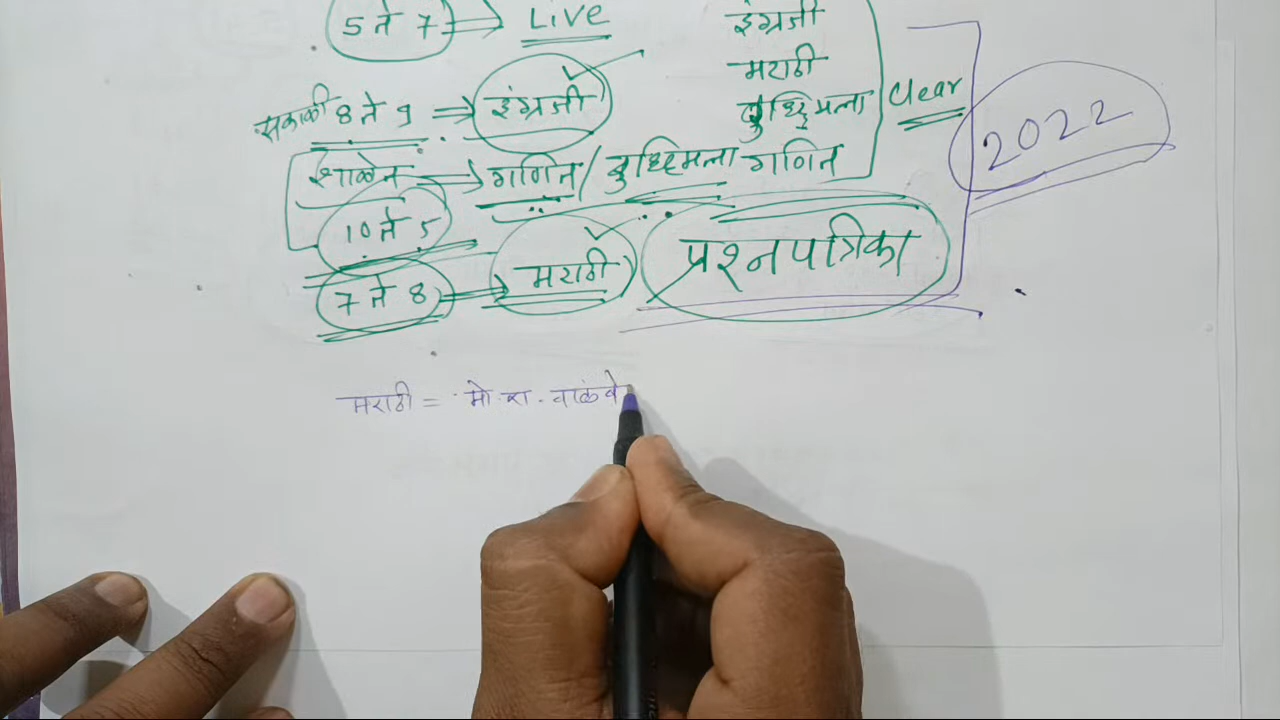 5 ते 7 ⇒ Live
इंग्रजी
मराठी
बुध्दिमत्ता
गणित
Clear
2022
सकाळी 8 ते 9 ⇒ इंग्रजी
शाळेत ⇒ गणित / बुध्दिमत्ता
10 ते 5
7 ते 8 ⇒ मराठी
प्रश्नपत्रिका
मराठी = मो. रा. वाळंबे